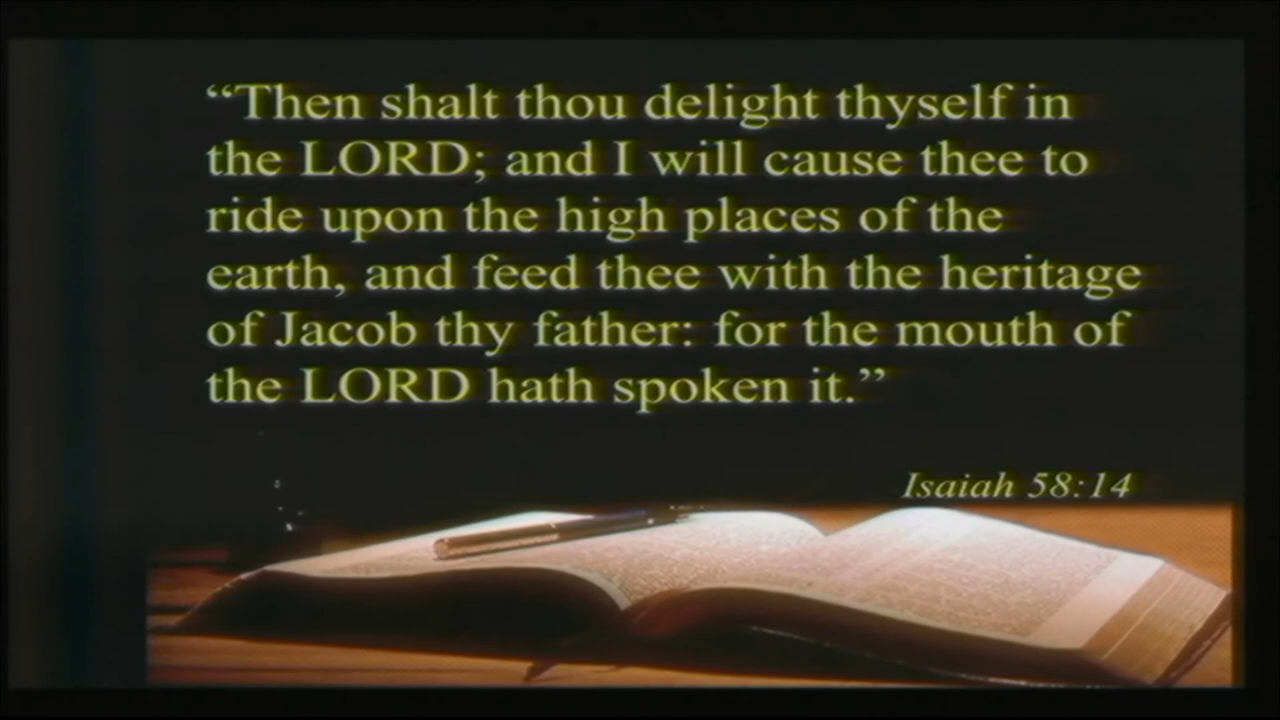 “Then shalt thou delight thyself in
the LORD; and I will cause thee to
ride upon the high places of the
earth, and feed thee with the heritage
of Jacob thy father: for the mouth of
the LORD hath spoken it.”
Isaiah 58:14